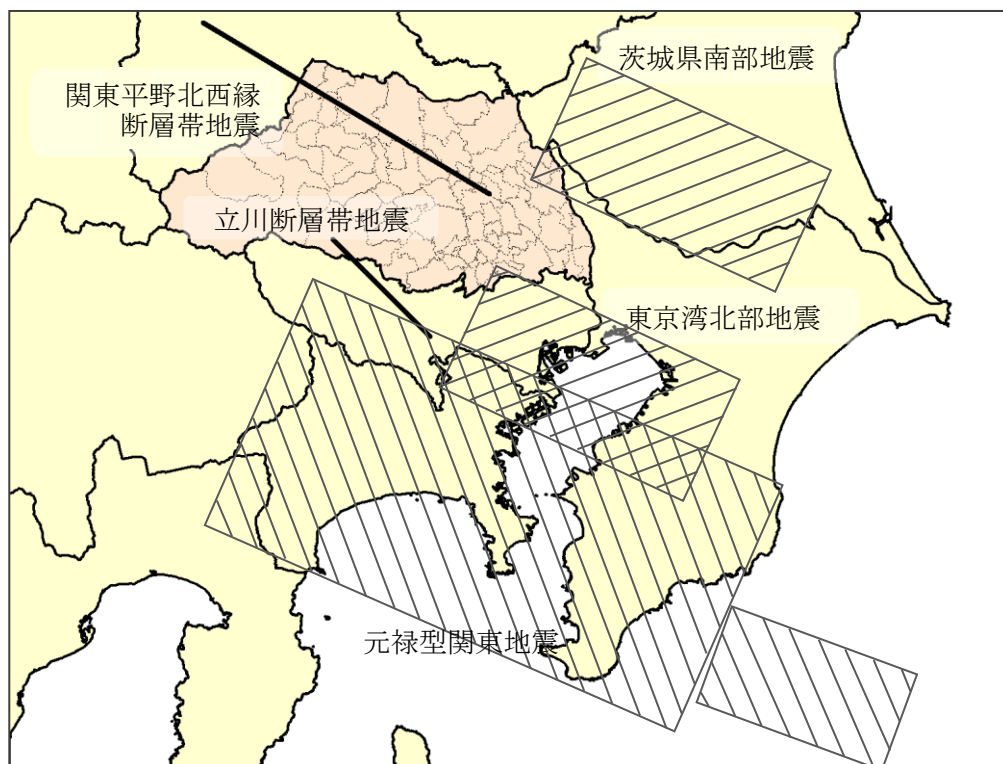 茨城県南部地震
関東平野北西縁
断層帯地震
立川断層帯地震
東京湾北部地震
元禄型関東地震